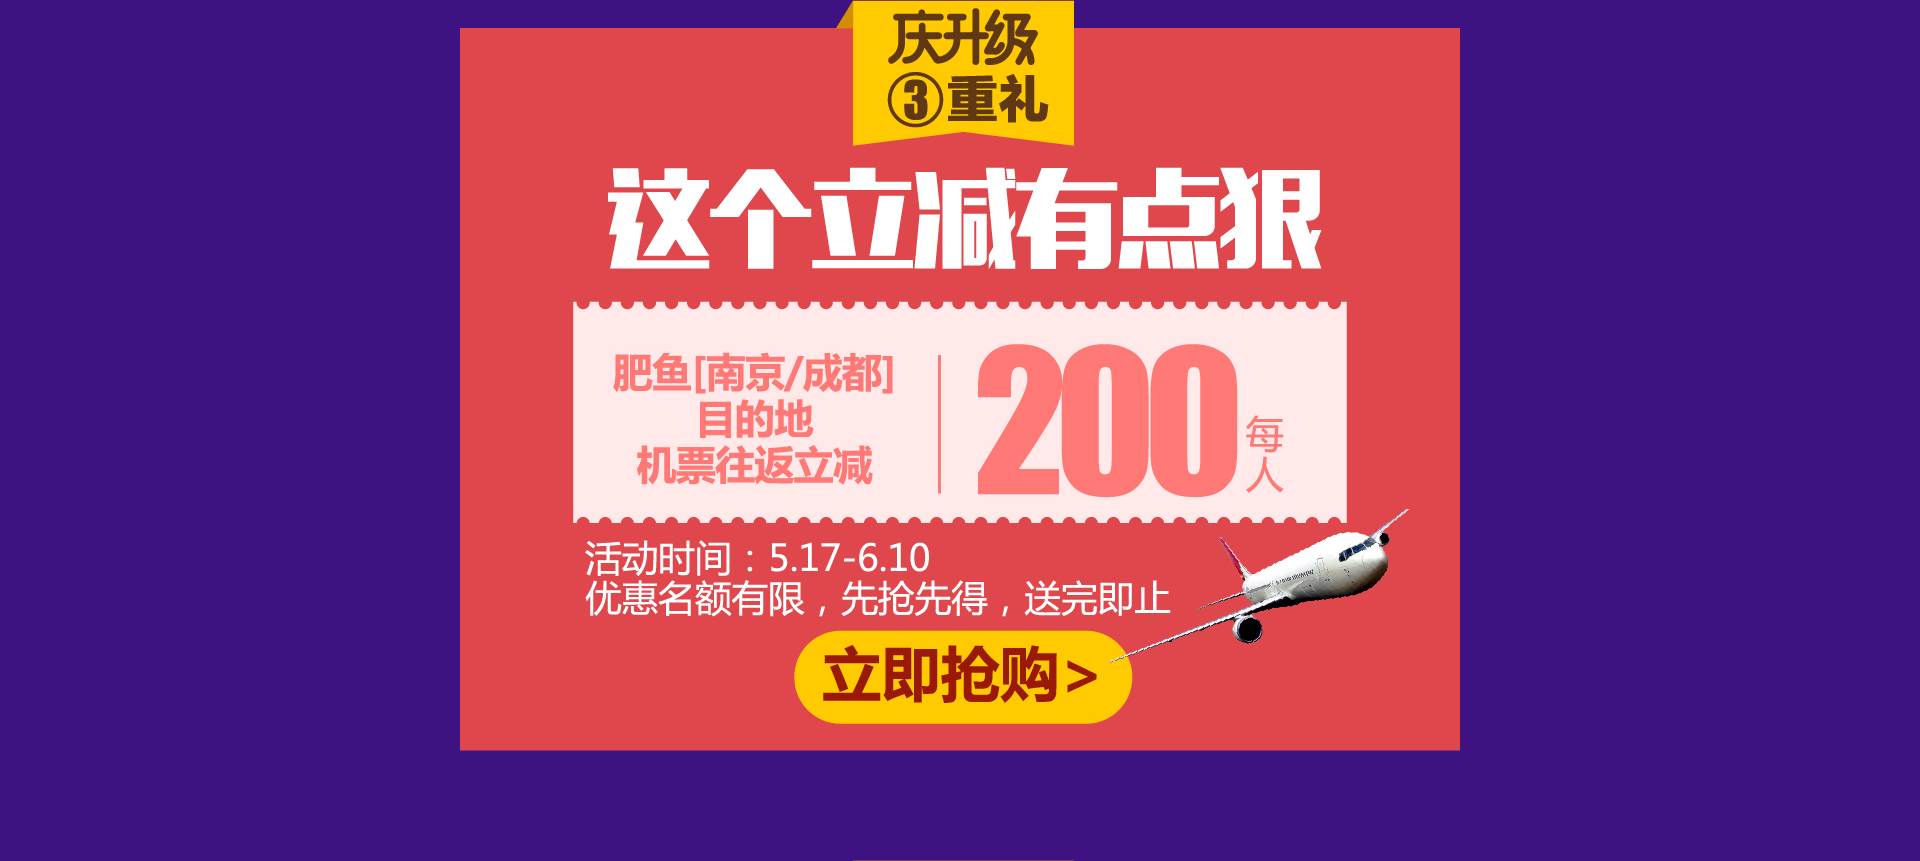 庆升级
③重礼
这个立减有点狠
肥鱼[南京/成都]
目的地
机票往返立减
200
每
人
活动时间：5.17-6.10
优惠名额有限，先抢先得，送完即止
立即抢购>